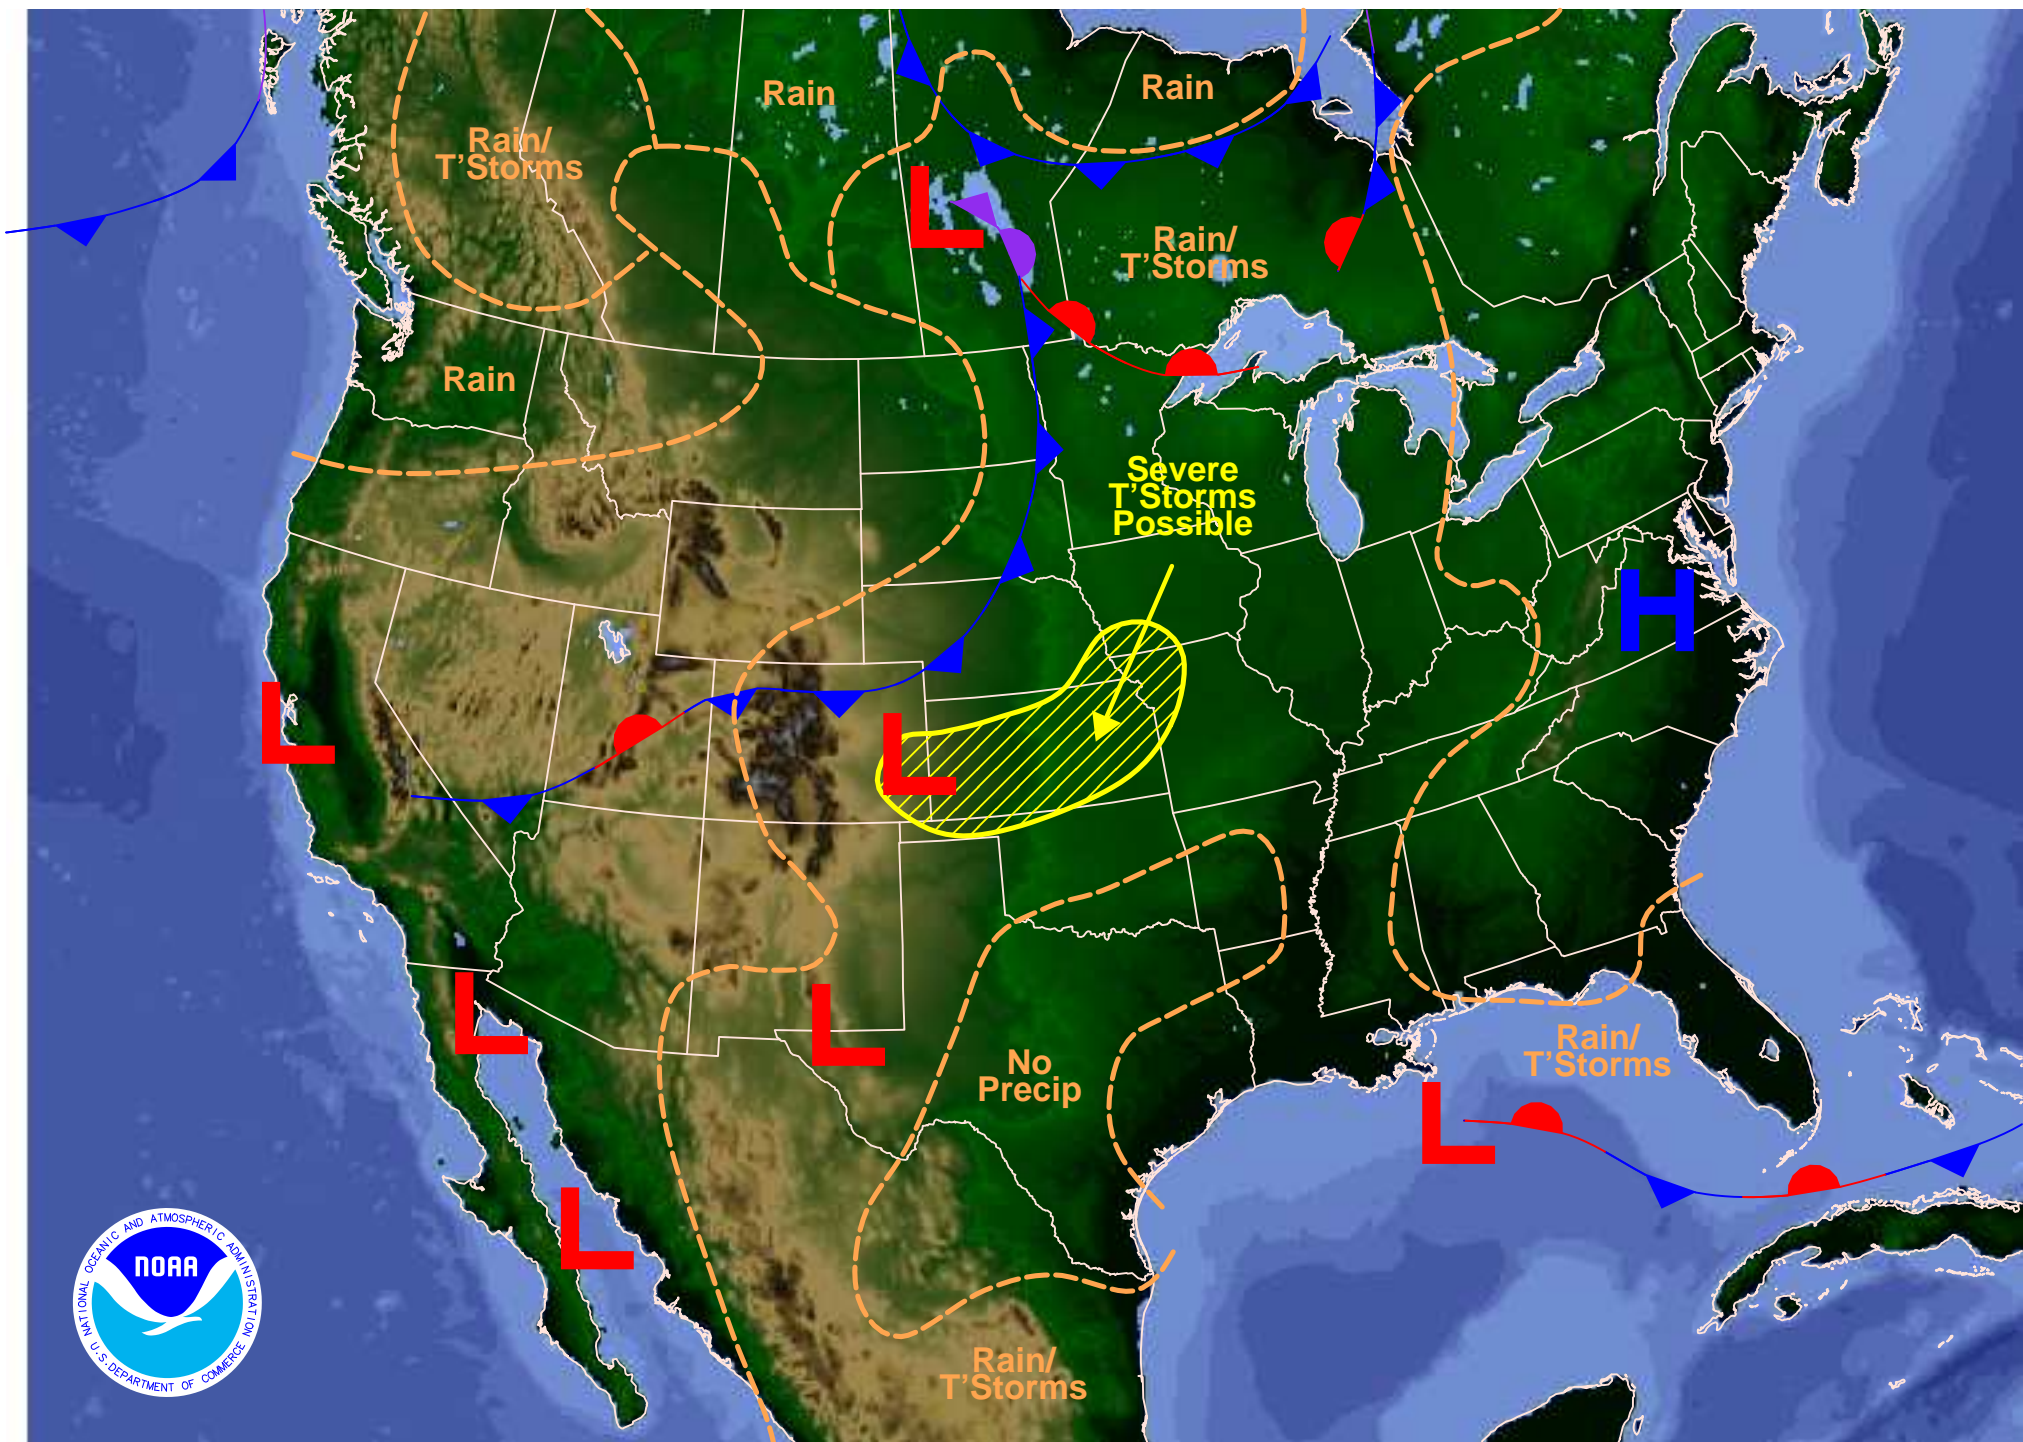 Rain
Rain
Rain/
T'Storms
Rain/
T'Storms
Rain
Severe
T'Storms
Possible
L
H
L
L
L
L
No
Precip
Rain/
T'Storms
L
L
Rain/
T'Storms
NATIONAL OCEANIC AND ATMOSPHERIC ADMINISTRATION
NOAA
U.S. DEPARTMENT OF COMMERCE